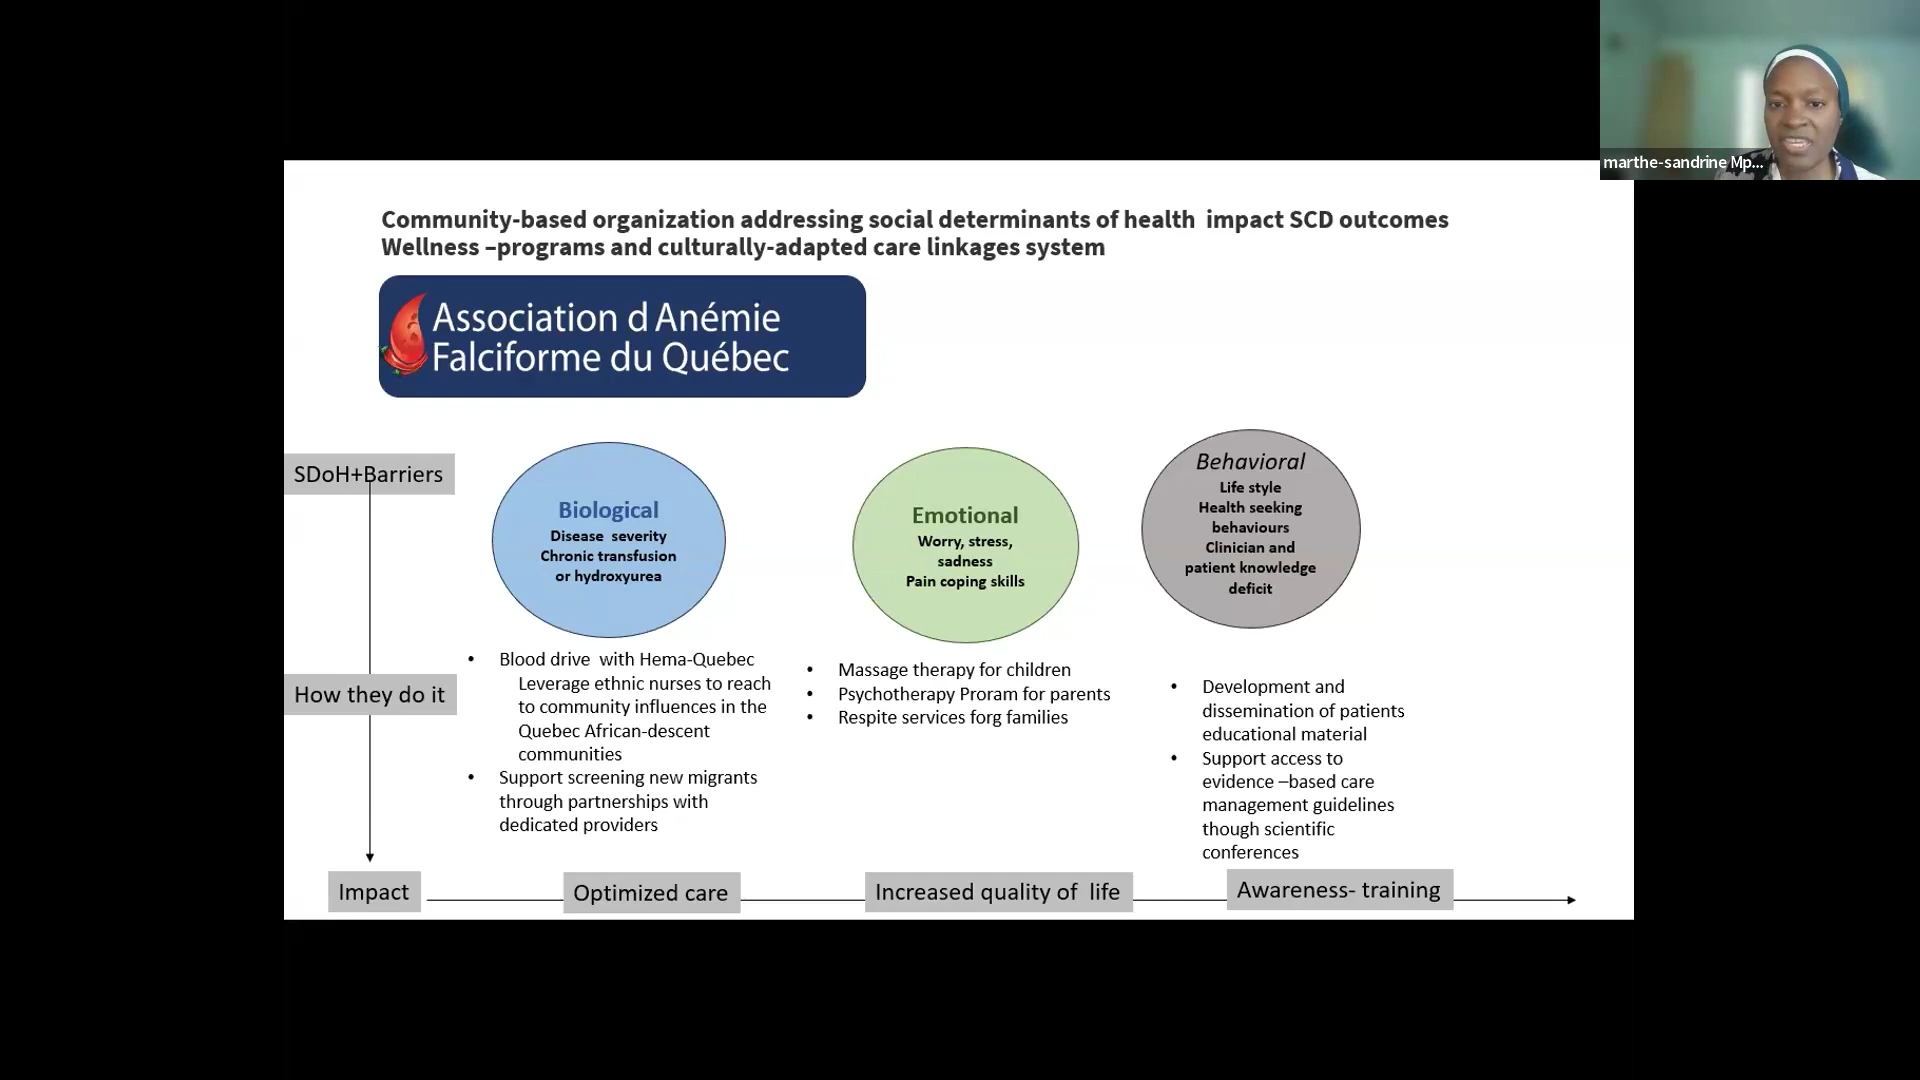 marthe-sandrine Mp...
Community-based organization addressing social determinants of health impact SCD outcomes
Wellness –programs and culturally-adapted care linkages system
Association d Anémie
Falciforme du Québec
SDoH+Barriers
Biological
Disease severity
Chronic transfusion
or hydroxyurea
Emotional
Worry, stress,
sadness
Pain coping skills
Behavioral
Life style
Health seeking
behaviours
Clinician and
patient knowledge
deficit
How they do it
• Blood drive with Hema-Quebec
Leverage ethnic nurses to reach
to community influences in the
Quebec African-descent
communities
• Support screening new migrants
through partnerships with
dedicated providers
• Massage therapy for children
• Psychotherapy Proram for parents
• Respite services forg families
• Development and
dissemination of patients
educational material
• Support access to
evidence –based care
management guidelines
though scientific
conferences
Impact
Optimized care
Increased quality of life
Awareness- training